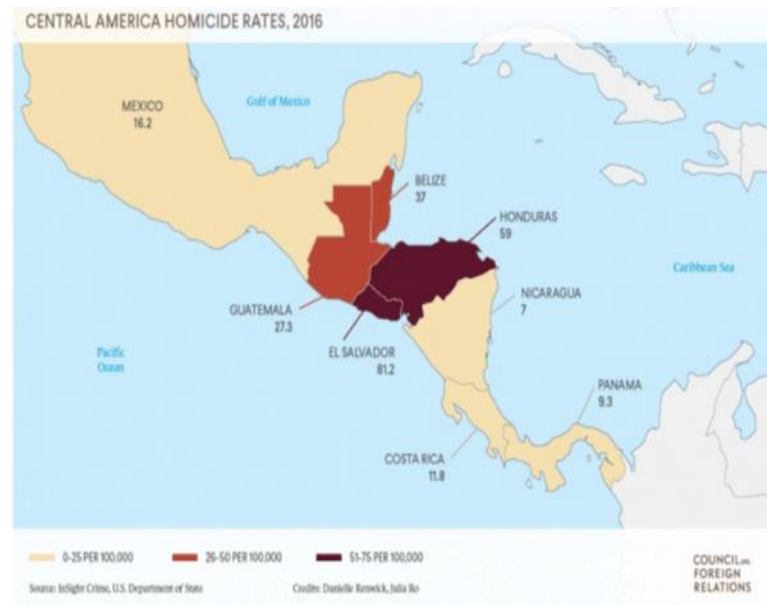 CENTRAL AMERICA HOMICIDE RATES, 2016
MEXICO
16.2
Gulf of Mexico
BELIZE
37
HONDURAS
59
Caribbean Sea
NICARAGUA
7
GUATEMALA
27.3
EL SALVADOR
81.2
Pacific
Ocean
PANAMA
9.3
COSTA RICA
11.8
0-25 PER 100,000
26-50 PER 100,000
51-75 PER 100,000
Source: InSight Crime, U.S. Department of State
Credits: Danielle Renwick, Julia Ro
COUNCIL on
FOREIGN
RELATIONS